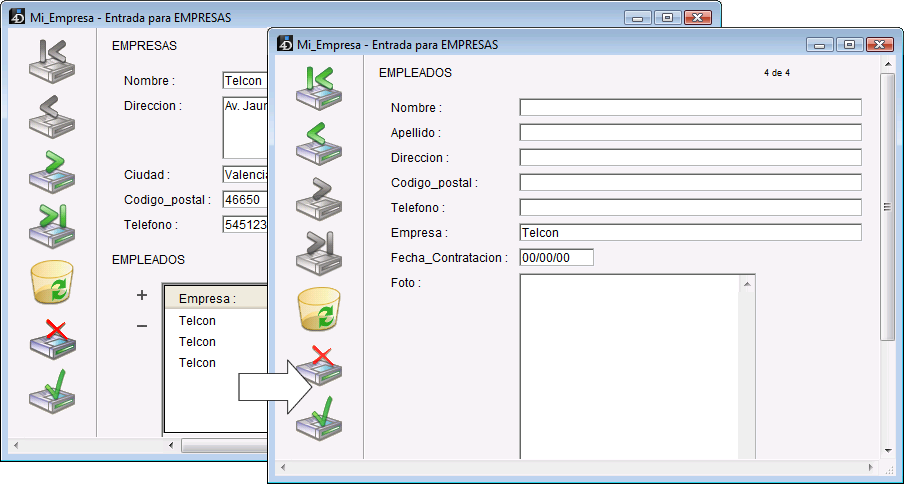 Mi_Empresa - Entrada para EMPRESAS
EMPRESAS
Nombre : Telcon
Direccion : Av. Jaur
Ciudad : Valencia
Codigo_postal : 46650
Telefono : 545123
EMPLEADOS
+
−
Empresa :
Telcon
Telcon
Telcon
4D Mi_Empresa - Entrada para EMPRESAS
EMPLEADOS 4 de 4
Nombre :
Apellido :
Direccion :
Codigo_postal :
Telefono :
Empresa : Telcon
Fecha_Contratacion : 00/00/00
Foto :